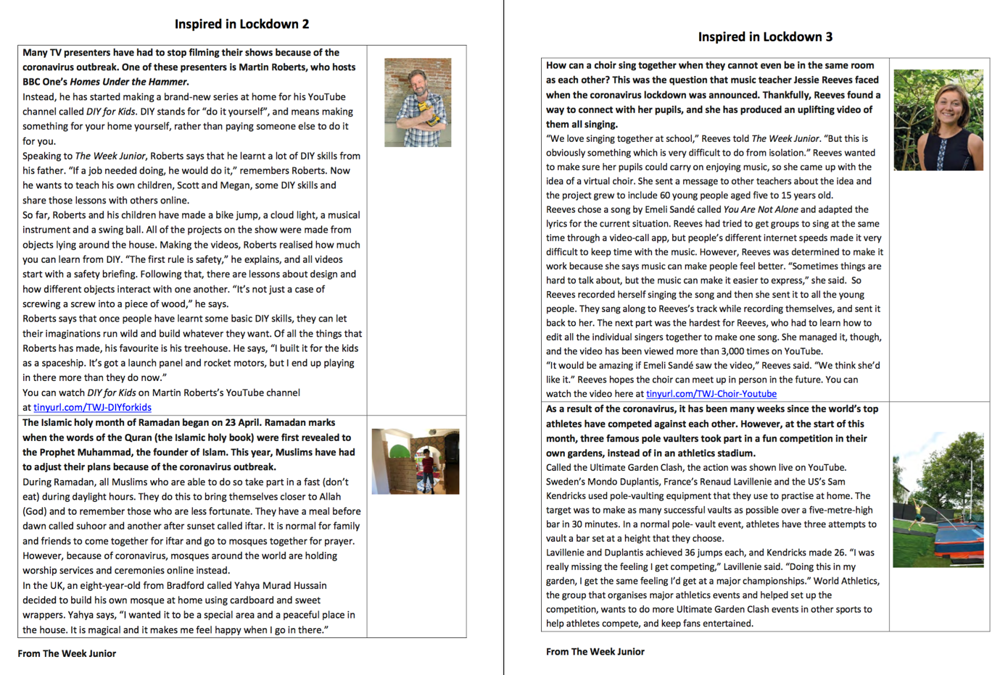 Inspired in Lockdown 2
Many TV presenters have had to stop filming their shows because of the
coronavirus outbreak. One of these presenters is Martin Roberts, who hosts
BBC One’s Homes Under the Hammer.
Instead, he has started making a brand-new series at home for his YouTube
channel called DIY for Kids. DIY stands for “do it yourself”, and means making
something for your home yourself, rather than paying someone else to do it
for you.
Speaking to The Week Junior, Roberts says that he learnt a lot of DIY skills from
his father. “If a job needed doing, he would do it,” remembers Roberts. Now
he wants to teach his own children, Scott and Megan, some DIY skills and
share those lessons with others online.
So far, Roberts and his children have made a bike jump, a cloud light, a musical
instrument and a swing ball. All of the projects on the show were made from
objects lying around the house. Making the videos, Roberts realised how much
you can learn from DIY. “The first rule is safety,” he explains, and all videos
start with a safety briefing. Following that, there are lessons about design and
how different objects interact with one another. “It’s not just a case of
screwing a screw into a piece of wood,” he says.
Roberts says that once people have learnt some basic DIY skills, they can let
their imaginations run wild and build whatever they want. Of all the things that
Roberts has made, his favourite is his treehouse. He says, “I built it for the kids
as a spaceship. It’s got a launch panel and rocket motors, but I end up playing
in there more than they do now.”
You can watch DIY for Kids on Martin Roberts’s YouTube channel
at tinyurl.com/TWJ-DIYforkids
The Islamic holy month of Ramadan began on 23 April. Ramadan marks
when the words of the Quran (the Islamic holy book) were first revealed to
the Prophet Muhammad, the founder of Islam. This year, Muslims have had
to adjust their plans because of the coronavirus outbreak.
During Ramadan, all Muslims who are able to do so take part in a fast (don’t
eat) during daylight hours. They do this to bring themselves closer to Allah
(God) and to remember those who are less fortunate. They have a meal before
dawn called suhoor and another after sunset called iftar. It is normal for family
and friends to come together for iftar and go to mosques together for prayer.
However, because of coronavirus, mosques around the world are holding
worship services and ceremonies online instead.
In the UK, an eight-year-old from Bradford called Yahya Murad Hussain
decided to build his own mosque at home using cardboard and sweet
wrappers. Yahya says, “I wanted it to be a special area and a peaceful place in
the house. It is magical and it makes me feel happy when I go in there.”
From The Week Junior
Inspired in Lockdown 3
How can a choir sing together when they cannot even be in the same room
as each other? This was the question that music teacher Jessie Reeves faced
when the coronavirus lockdown was announced. Thankfully, Reeves found a
way to connect with her pupils, and she has produced an uplifting video of
them all singing.
“We love singing together at school,” Reeves told The Week Junior. “But this is
obviously something which is very difficult to do from isolation.” Reeves wanted
to make sure her pupils could carry on enjoying music, so she came up with the
idea of a virtual choir. She sent a message to other teachers about the idea and
the project grew to include 60 young people aged five to 15 years old.
Reeves chose a song by Emeli Sandé called You Are Not Alone and adapted the
lyrics for the current situation. Reeves had tried to get groups to sing at the same
time through a video-call app, but people’s different internet speeds made it very
difficult to keep time with the music. However, Reeves was determined to make it
work because she says music can make people feel better. “Sometimes things are
hard to talk about, but the music can make it easier to express,” she said. So
Reeves recorded herself singing the song and then she sent it to all the young
people. They sang along to Reeves’s track while recording themselves, and sent it
back to her. The next part was the hardest for Reeves, who had to learn how to
edit all the individual singers together to make one song. She managed it, though,
and the video has been viewed more than 3,000 times on YouTube.
“It would be amazing if Emeli Sandé saw the video,” Reeves said. “We think she’d
like it.” Reeves hopes the choir can meet up in person in the future. You can
watch the video here at tinyurl.com/TWJ-Choir-Youtube
As a result of the coronavirus, it has been many weeks since the world’s top
athletes have competed against each other. However, at the start of this
month, three famous pole vaulters took part in a fun competition in their
own gardens, instead of in an athletics stadium.
Called the Ultimate Garden Clash, the action was shown live on YouTube.
Sweden’s Mondo Duplantis, France’s Renaud Lavillenie and the US’s Sam
Kendricks used pole-vaulting equipment that they use to practise at home. The
target was to make as many successful vaults as possible over a five-metre-high
bar in 30 minutes. In a normal pole- vault event, athletes have three attempts to
vault a bar set at a height that they choose.
Lavillenie and Duplantis achieved 36 jumps each, and Kendricks made 26. “I was
really missing the feeling I get competing,” Lavillenie said. “Doing this in my
garden, I get the same feeling I’d get at a major championships.” World Athletics,
the group that organises major athletics events and helped set up the
competition, wants to do more Ultimate Garden Clash events in other sports to
help athletes compete, and keep fans entertained.
From The Week Junior